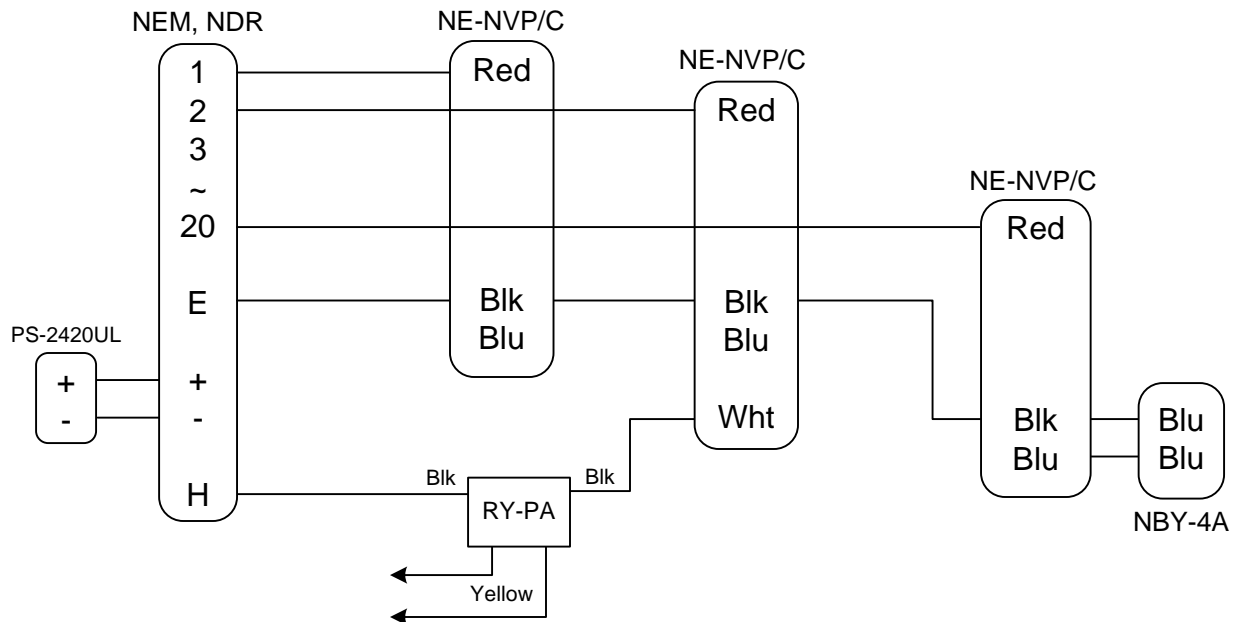 NEM, NDR
1
2
3
~
20
E
+
-
H
PS-2420UL
+
-
NE-NVP/C
Red
Blk
Blu
NE-NVP/C
Red
Blk
Blu
Wht
NE-NVP/C
Red
Blk
Blu
Blu
Blu
NBY-4A
Blk
RY-PA
Blk
Yellow